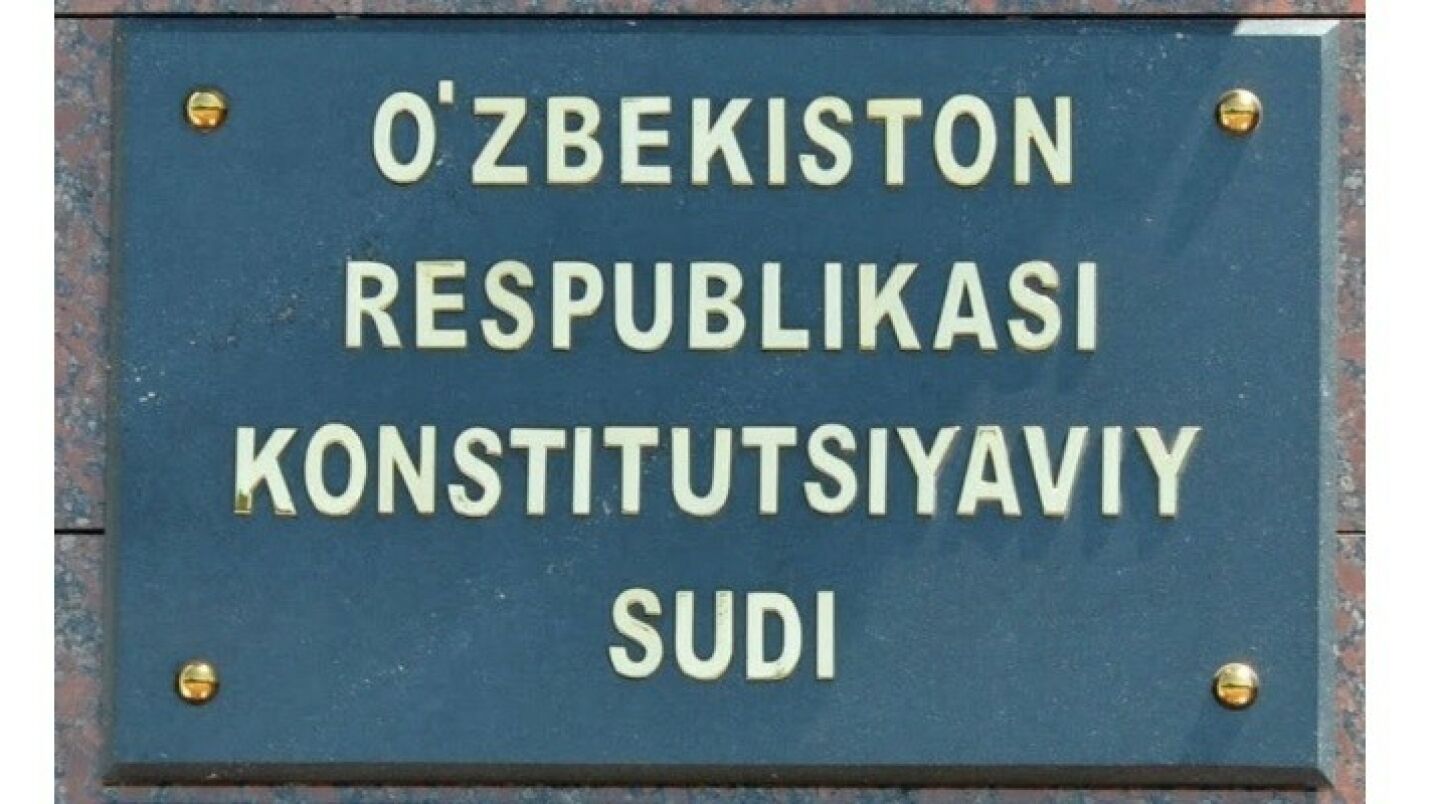 O'ZBEKISTON
RESPUBLIKASI
KONSTITUTSIYAVIY
SUDI